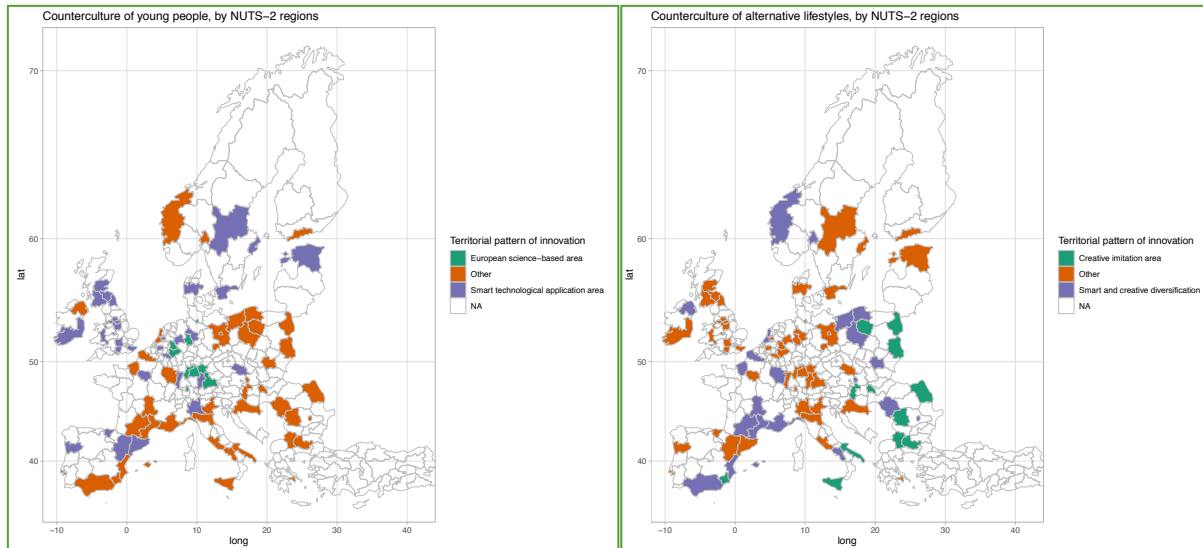 Counterculture of young people, by NUTS−2 regions
70
60
50
40
lat
−10
0
10
20
30
40
long
Territorial pattern of innovation
European science−based area
Other
Smart technological application area
NA
Counterculture of alternative lifestyles, by NUTS−2 regions
70
60
50
40
lat
−10
0
10
20
30
40
long
Territorial pattern of innovation
Creative imitation area
Other
Smart and creative diversification
NA